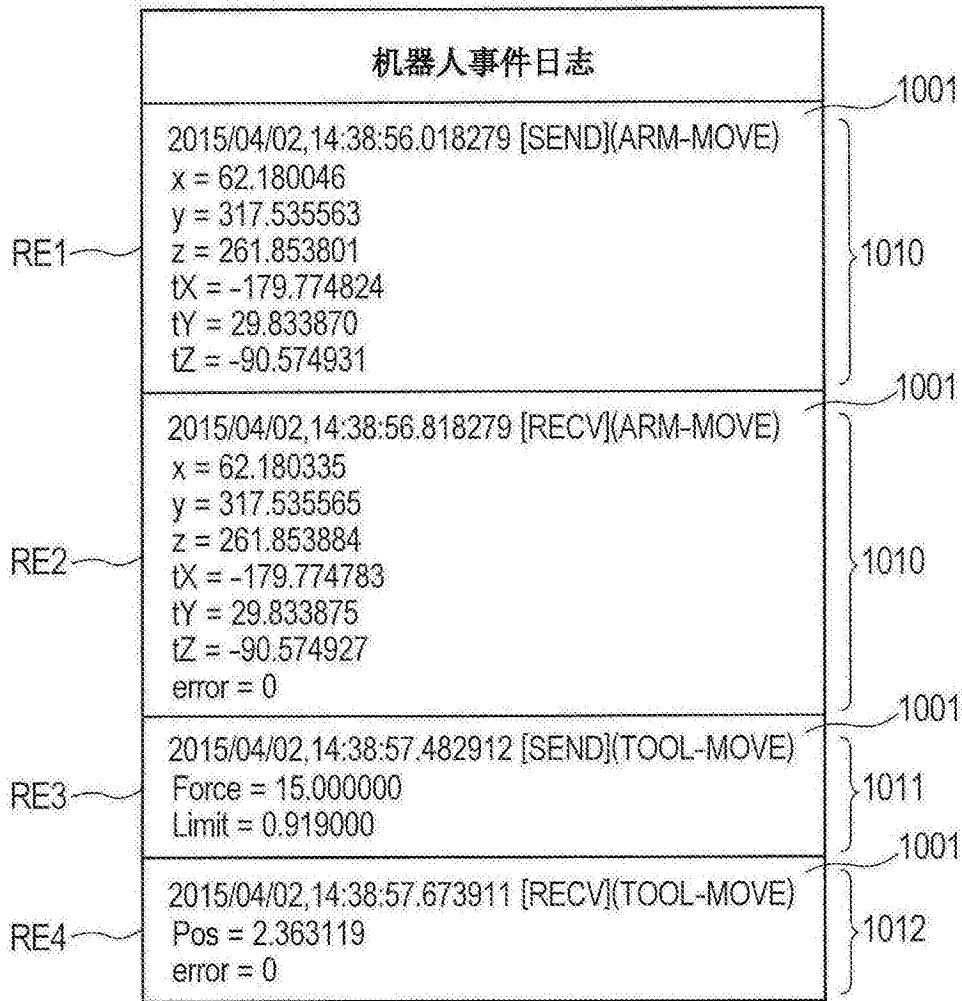 机器人事件日志
1001
2015/04/02,14:38:56.018279 [SEND](ARM-MOVE)
x = 62.180046
y = 317.535563
RE1
z = 261.853801
1010
tX = -179.774824
tY = 29.833870
tZ = -90.574931
1001
2015/04/02,14:38:56.818279 [RECV](ARM-MOVE)
x = 62.180335
y = 317.535565
RE2
z = 261.853884
1010
tX = -179.774783
tY = 29.833875
tZ = -90.574927
error = 0
1001
2015/04/02,14:38:57.482912 [SEND](TOOL-MOVE)
RE3
Force = 15.000000
1011
Limit = 0.919000
1001
2015/04/02,14:38:57.673911 [RECV](TOOL-MOVE)
RE4
Pos = 2.363119
1012
error = 0